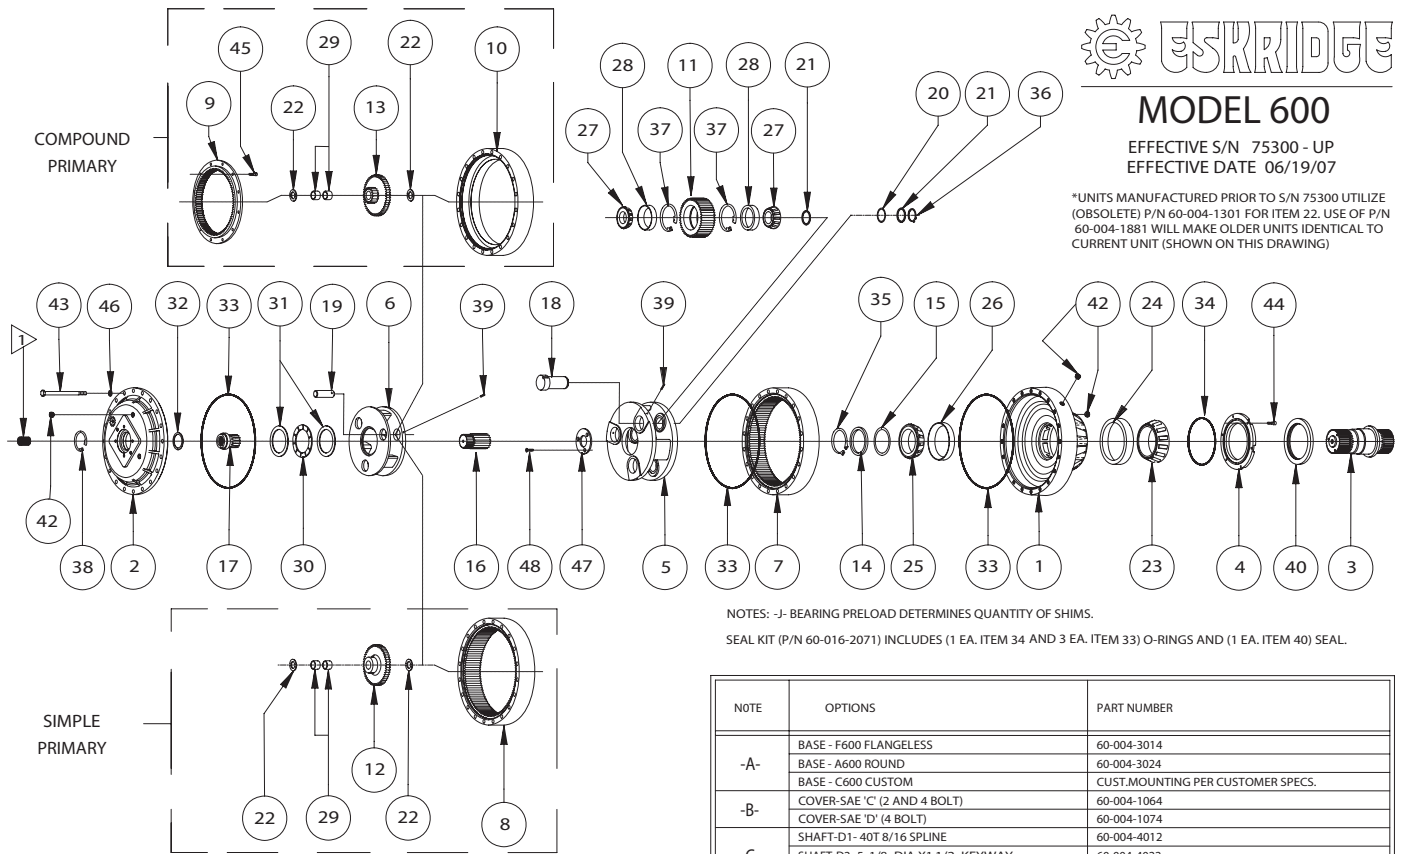 ESKRIDGE
MODEL 600
EFFECTIVE S/N 75300 - UP
EFFECTIVE DATE 06/19/07
*UNITS MANUFACTURED PRIOR TO S/N 75300 UTILIZE
(OBSOLETE) P/N 60-004-1301 FOR ITEM 22. USE OF P/N
60-004-1881 WILL MAKE OLDER UNITS IDENTICAL TO
CURRENT UNIT (SHOWN ON THIS DRAWING)
COMPOUND
PRIMARY
45
29
22
10
9
22
13
28
11
28
21
27
37
37
27
20
21
36
43
46
32
33
31
19
6
39
18
39
35
15
26
42
24
34
44
1
42
38
2
17
30
16
48
47
5
33
7
14
25
33
1
23
4
40
3
NOTES: -J- BEARING PRELOAD DETERMINES QUANTITY OF SHIMS.
SEAL KIT (P/N 60-016-2071) INCLUDES (1 EA. ITEM 34 AND 3 EA. ITEM 33) O-RINGS AND (1 EA. ITEM 40) SEAL.
SIMPLE
PRIMARY
22
29
12
22
8
NOTE OPTIONS PART NUMBER
-A- BASE - F600 FLANGELESS 60-004-3014
BASE - A600 ROUND 60-004-3024
BASE - C600 CUSTOM CUST.MOUNTING PER CUSTOMER SPECS.
-B- COVER-SAE 'C' (2 AND 4 BOLT) 60-004-1064
COVER-SAE 'D' (4 BOLT) 60-004-1074
SHAFT-D1- 40T 8/16 SPLINE 60-004-4012